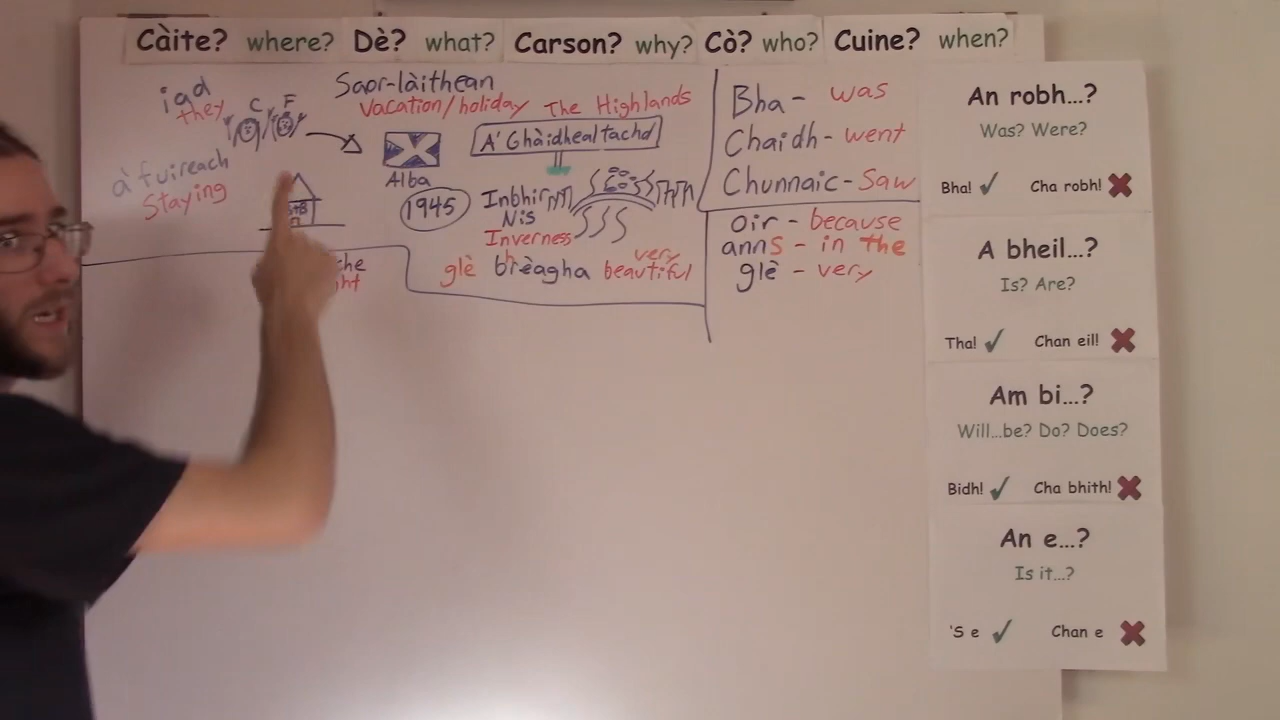 Càite? where? Dè? what? Carson? why? Cò? who? Cuine? when?
iad
they
C F
à fuireach
Staying
Saor-làithean
Vacation/holiday
The Highlands
A' Ghàidhealtachd
Alba
1945
Inbhir
Nis
Inverness
glè brèagha very beautiful
h
Bha - was
Chaidh - went
Chunnaic - Saw
oir - because
anns - in the
glè - very
An robh...?
Was? Were?
Bha! Cha robh!
A bheil...?
Is? Are?
Tha! Chan eil!
Am bi...?
Will...be? Do? Does?
Bidh! Cha bhith!
An e...?
Is it...?
'S e Chan e